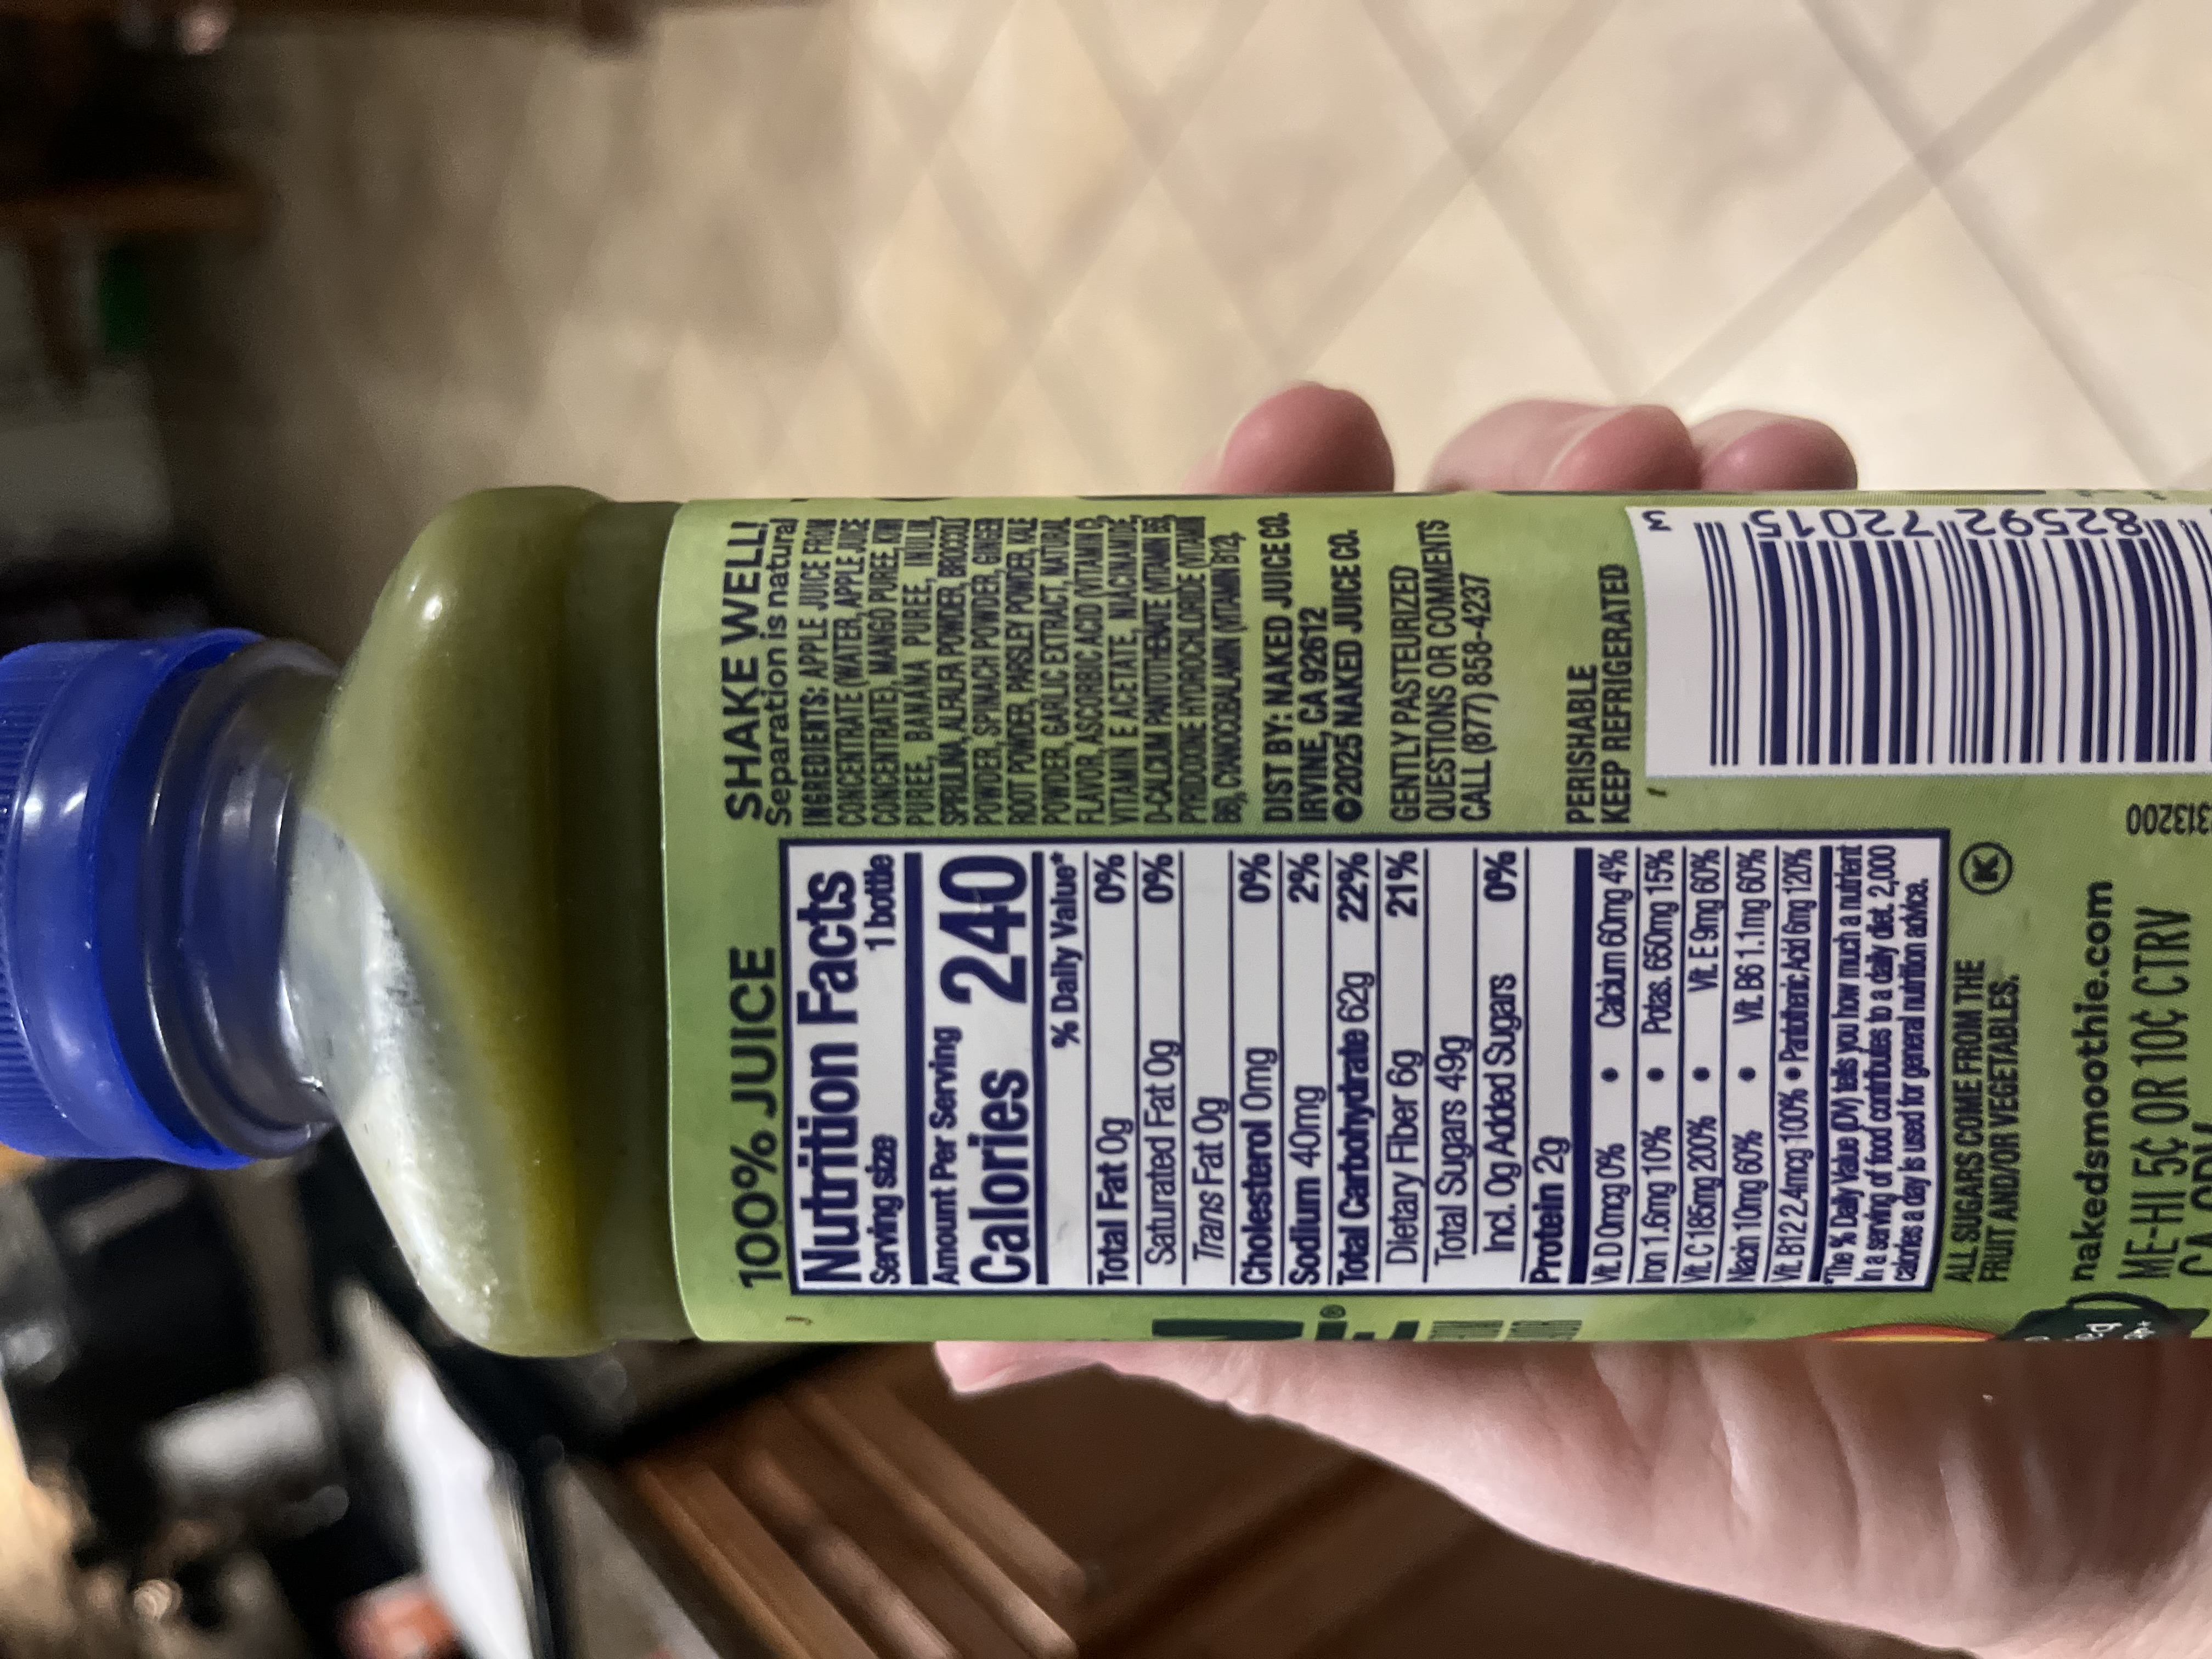 100% JUICE
Nutrition Facts
Serving size 1 bottle
Amount Per Serving
Calories 240
% Daily Value*
Total Fat 0g 0%
Saturated Fat 0g 0%
Trans Fat 0g
Cholesterol 0mg 0%
Sodium 40mg 2%
Total Carbohydrate 62g 22%
Dietary Fiber 6g 21%
Total Sugars 49g
Incl. 0g Added Sugars 0%
Protein 2g
Vit. D 0mcg 0% • Calcium 60mg 4%
Iron 1.6mg 10% • Potas. 650mg 15%
Vit. C 185mg 200% • Vit. E 9mg 60%
Niacin 10mg 60% • Vit. B6 1.1mg 60%
Vit. B12 2.4mcg 100% • Pantothenic Acid 6mg 120%
*The % Daily Value (DV) tells you how much a nutrient
in a serving of food contributes to a daily diet. 2,000
calories a day is used for general nutrition advice.
ALL SUGARS COME FROM THE
FRUIT AND/OR VEGETABLES.
K
nakedsmoothie.com
ME-HI 5¢ OR 10¢ CTRV
SHAKE WELL!
Separation is natural
INGREDIENTS: APPLE JUICE FROM
CONCENTRATE (WATER, APPLE JUICE
CONCENTRATE), MANGO PUREE, KIWI
PUREE, BANANA PUREE, INULIN,
SPIRULINA, ALFALFA POWDER, BROCCOLI
POWDER, SPINACH POWDER, GINGER
ROOT POWDER, PARSLEY POWDER, KALE
POWDER, GARLIC EXTRACT, NATURAL
FLAVOR, ASCORBIC ACID (VITAMIN C),
VITAMIN E ACETATE, NIACINAMIDE,
D-CALCIUM PANTOTHENATE (VITAMIN B5),
PYRIDOXINE HYDROCHLORIDE (VITAMIN
B6), CYANOCOBALAMIN (VITAMIN B12).
DIST BY: NAKED JUICE CO.
IRVINE, CA 92612
©2025 NAKED JUICE CO.
GENTLY PASTEURIZED
QUESTIONS OR COMMENTS
CALL (877) 858-4237
PERISHABLE
KEEP REFRIGERATED
82592 72015 3
313200